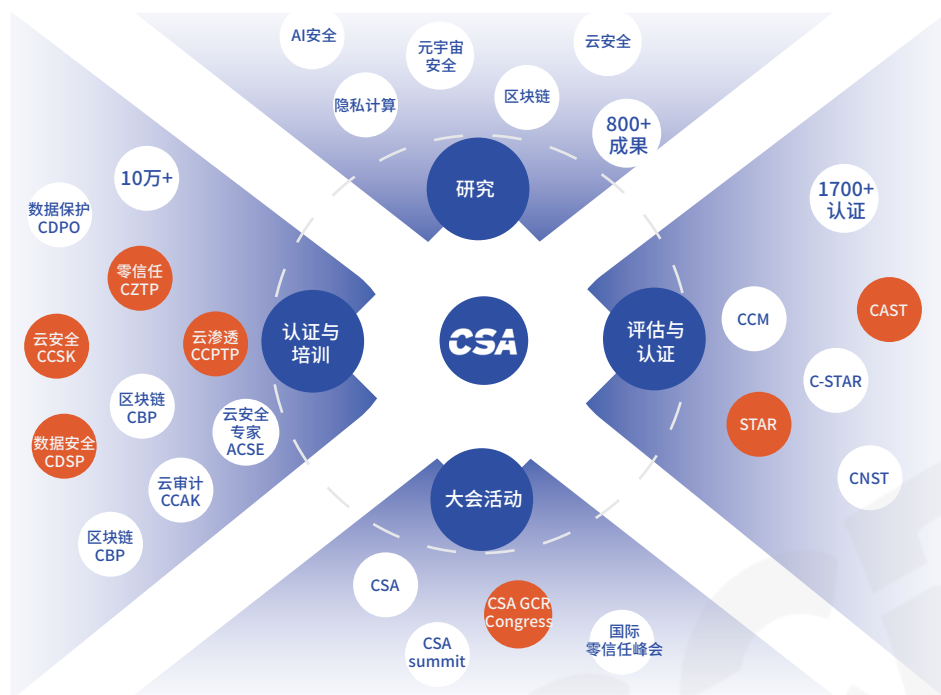 AI安全
元宇宙
安全
云安全
隐私计算
区块链
800+
成果
研究
10万+
数据保护
CDPO
零信任
CZTP
云安全
CCSK
云渗透
CCPTP
认证与
培训
区块链
CBP
云安全
专家
ACSE
数据安全
CDSP
云审计
CCAK
区块链
CBP
CSA
1700+
认证
评估与
认证
CCM
CAST
C-STAR
STAR
CNST
大会活动
CSA
CSA GCR
Congress
CSA
summit
国际
零信任峰会